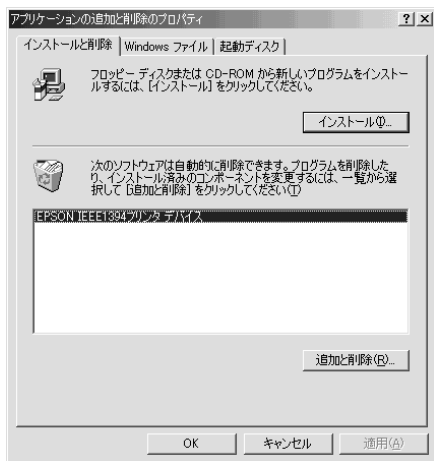 アプリケーションの追加と削除のプロパティ
? ×
インストールと削除 Windows ファイル 起動ディスク
フロッピー ディスクまたは CD-ROM から新しいプログラムをインストー
ルするには、[インストール] をクリックしてください。
インストール(I)...
次のソフトウェアは自動的に削除できます。プログラムを削除した
り、インストール済みのコンポーネントを変更するには、一覧から選
択して [追加と削除] をクリックしてください(T)
EPSON IEEE1394プリンタ デバイス
追加と削除(R)...
OK キャンセル 適用(A)